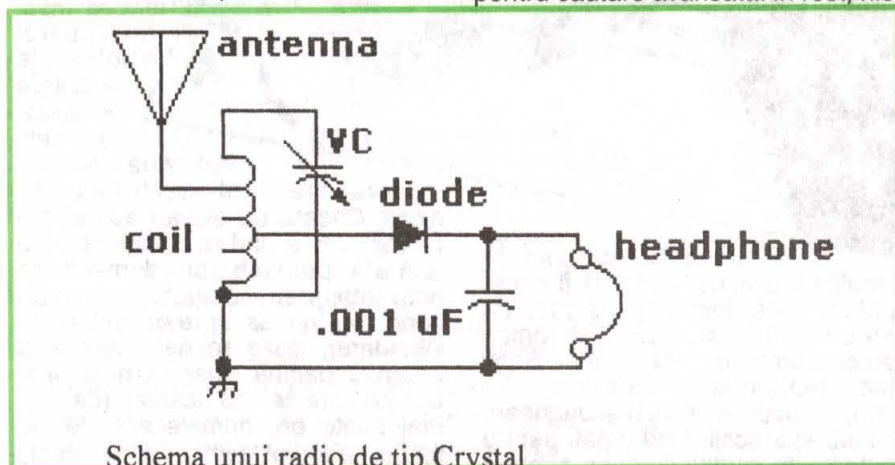 antenna
VC
diode
coil
headphone
.001 uF
Schema unui radio de tip Crystal